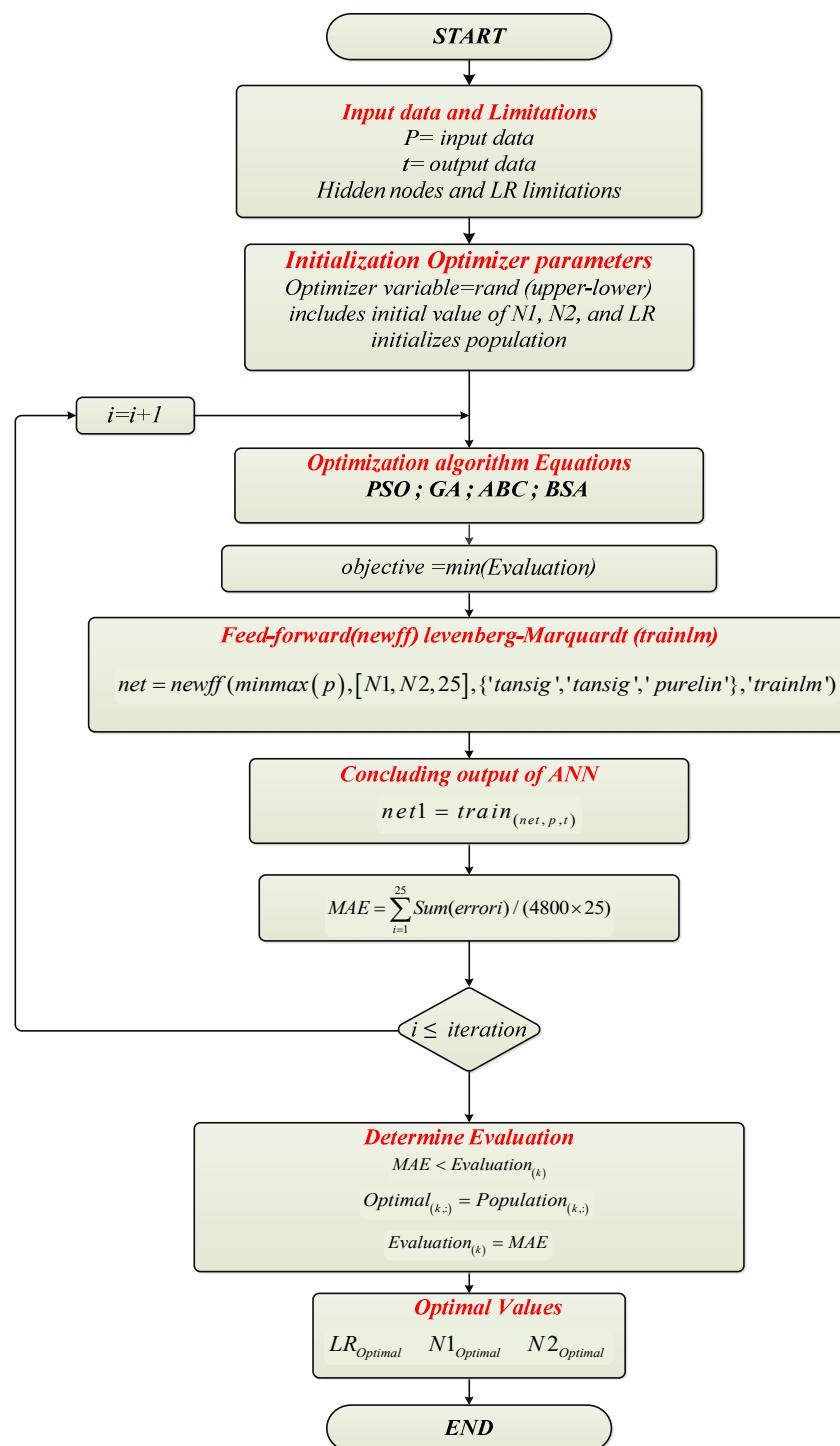 START
Input data and Limitations
P= input data
t= output data
Hidden nodes and LR limitations
Initialization Optimizer parameters
Optimizer variable=rand (upper-lower)
includes initial value of N1, N2, and LR
initializes population
i=i+1
Optimization algorithm Equations
PSO ; GA ; ABC ; BSA
objective =min(Evaluation)
Feed-forward(newff) levenberg-Marquardt (trainlm)
net = newff (minmax(p),[N1, N2, 25],{'tansig','tansig',' purelin'},'trainlm')
Concluding output of ANN
net1 = train(net, p, t)
MAE = ∑_{i=1}^{25} Sum(errori) / (4800×25)
i ≤ iteration
Determine Evaluation
MAE < Evaluation(k)
Optimal(k,:) = Population(k,:)
Evaluation(k) = MAE
Optimal Values
LR_Optimal N1_Optimal N2_Optimal
END